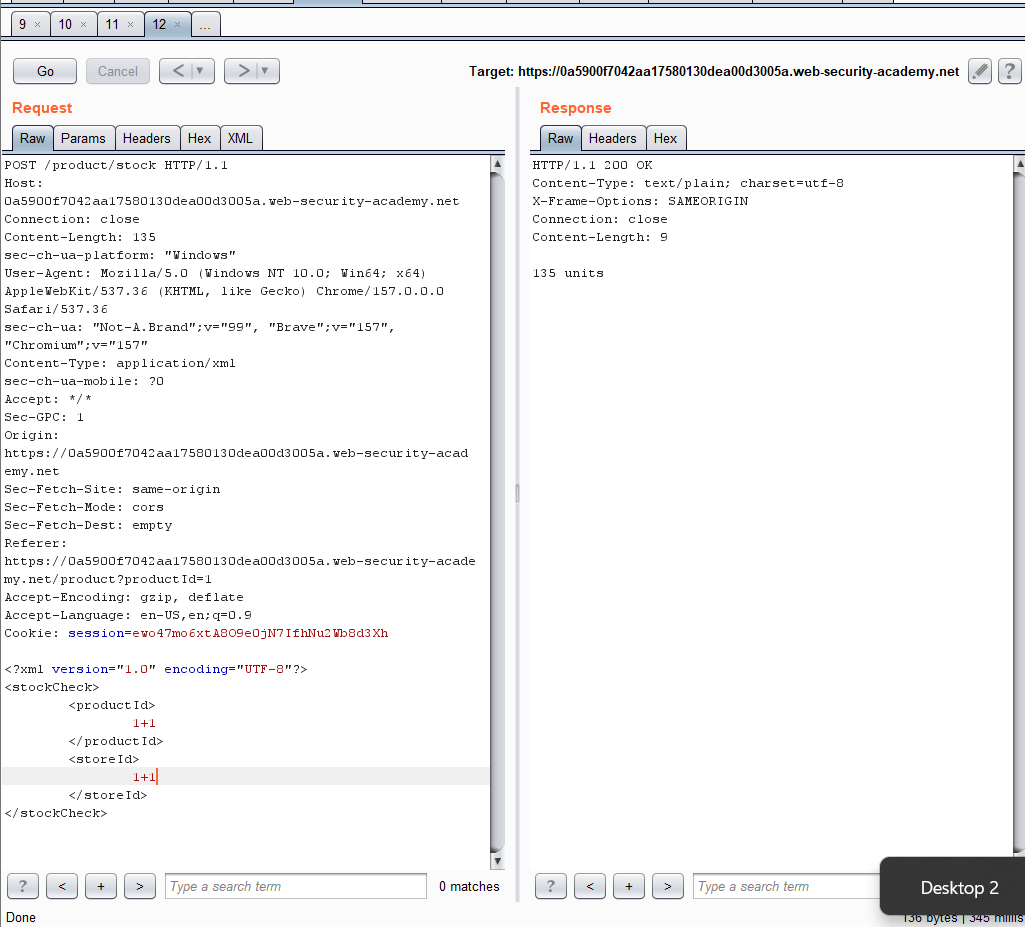 9 × 10 × 11 × 12 × ...
Go Cancel < ▼ > ▼ Target: https://0a5900f7042aa17580130dea00d3005a.web-security-academy.net ?
Request
Raw Params Headers Hex XML
POST /product/stock HTTP/1.1
Host:
0a5900f7042aa17580130dea00d3005a.web-security-academy.net
Connection: close
Content-Length: 135
sec-ch-ua-platform: "Windows"
User-Agent: Mozilla/5.0 (Windows NT 10.0; Win64; x64)
AppleWebKit/537.36 (KHTML, like Gecko) Chrome/157.0.0.0
Safari/537.36
sec-ch-ua: "Not-A.Brand";v="99", "Brave";v="157",
"Chromium";v="157"
Content-Type: application/xml
sec-ch-ua-mobile: ?0
Accept: */*
Sec-GPC: 1
Origin:
https://0a5900f7042aa17580130dea00d3005a.web-security-acad
emy.net
Sec-Fetch-Site: same-origin
Sec-Fetch-Mode: cors
Sec-Fetch-Dest: empty
Referer:
https://0a5900f7042aa17580130dea00d3005a.web-security-acade
my.net/product?productId=1
Accept-Encoding: gzip, deflate
Accept-Language: en-US,en;q=0.9
Cookie: session=ewo47mo6xtA8O9e0jN7IfhNu2Wb8d3Xh
<?xml version="1.0" encoding="UTF-8"?>
<stockCheck>
<productId>
1+1
</productId>
<storeId>
1+1
</storeId>
</stockCheck>
? < + > Type a search term 0 matches
Response
Raw Headers Hex
HTTP/1.1 200 OK
Content-Type: text/plain; charset=utf-8
X-Frame-Options: SAMEORIGIN
Connection: close
Content-Length: 9
135 units
? < + > Type a search term
Desktop 2
Done
136 bytes | 345 millis